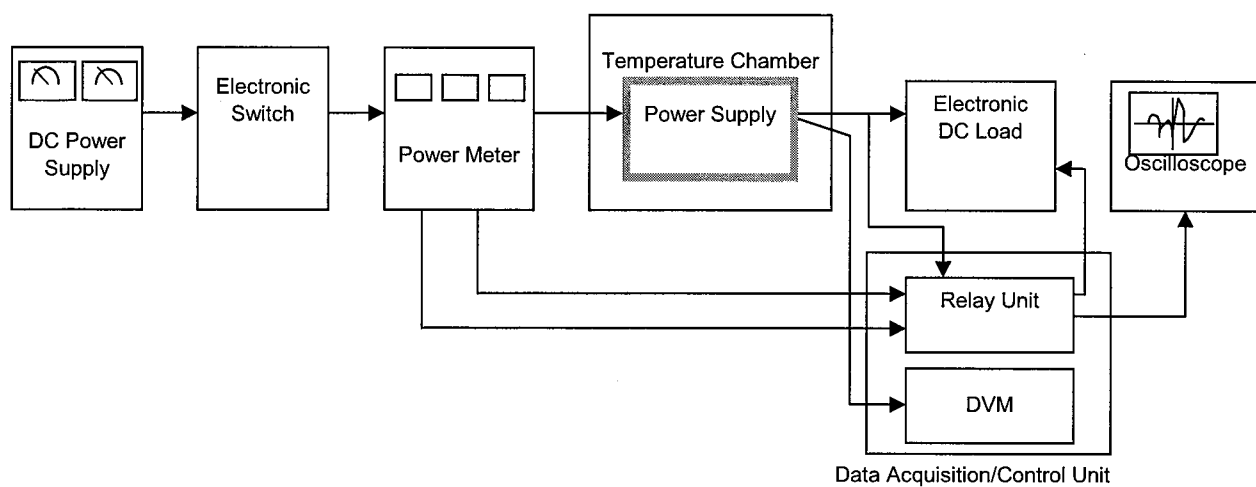 DC Power
Supply
Electronic
Switch
Power Meter
Temperature Chamber
Power Supply
Electronic
DC Load
Oscilloscope
Relay Unit
DVM
Data Acquisition/Control Unit